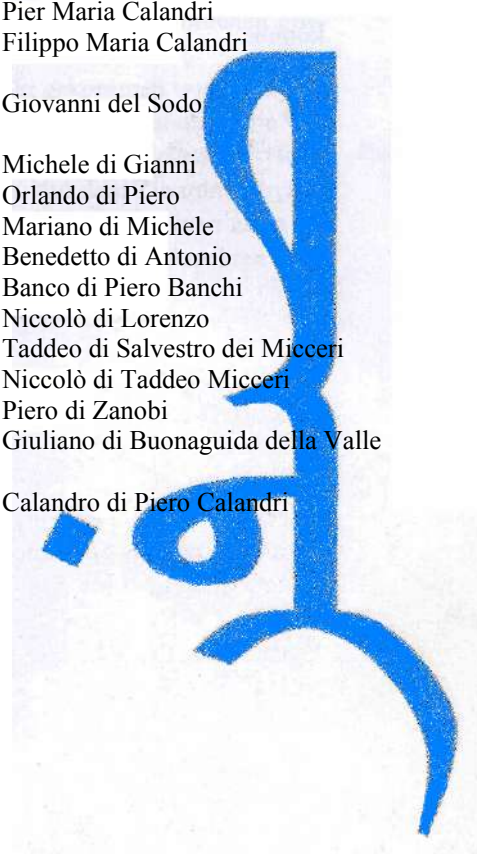 Pier Maria Calandri
Filippo Maria Calandri
Giovanni del Sodo
Michele di Gianni
Orlando di Piero
Mariano di Michele
Benedetto di Antonio
Banco di Piero Banchi
Niccolò di Lorenzo
Taddeo di Salvestro dei Micceri
Niccolò di Taddeo Micceri
Piero di Zanobi
Giuliano di Buonaguida della Valle
Calandro di Piero Calandri